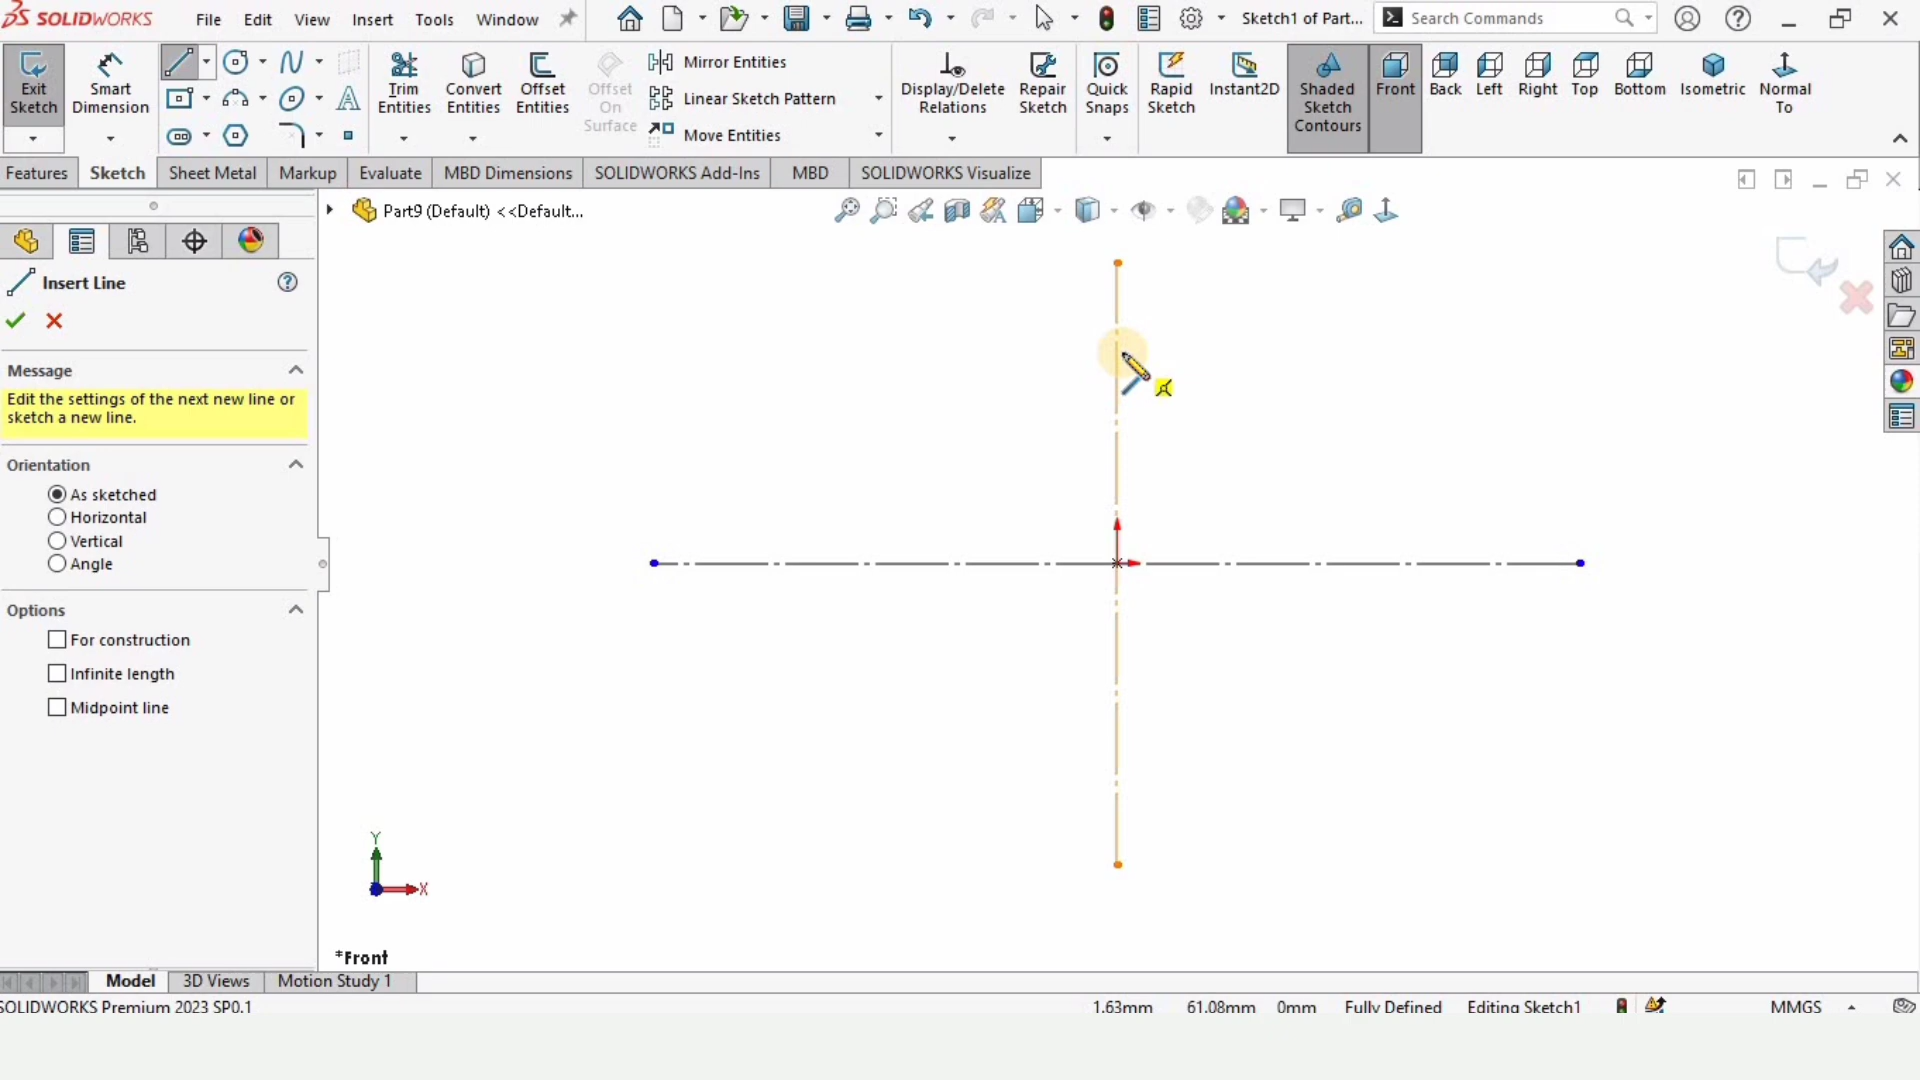 SOLIDWORKS File Edit View Insert Tools Window Sketch1 of Part... Search Commands
Exit Sketch
Smart Dimension
Trim Entities
Convert Entities
Offset Entities
Offset On Surface
Mirror Entities
Linear Sketch Pattern
Move Entities
Display/Delete Relations
Repair Sketch
Quick Snaps
Rapid Sketch
Instant2D
Shaded Sketch Contours
Front Back Left Right Top Bottom Isometric Normal To
Features Sketch Sheet Metal Markup Evaluate MBD Dimensions SOLIDWORKS Add-Ins MBD SOLIDWORKS Visualize
Part9 (Default) <<Default...
Insert Line
Message
Edit the settings of the next new line or
sketch a new line.
Orientation
As sketched
Horizontal
Vertical
Angle
Options
For construction
Infinite length
Midpoint line
Y
X
*Front
Model 3D Views Motion Study 1
SOLIDWORKS Premium 2023 SP0.1 1.63mm 61.08mm 0mm Fully Defined Editing Sketch1 MMGS